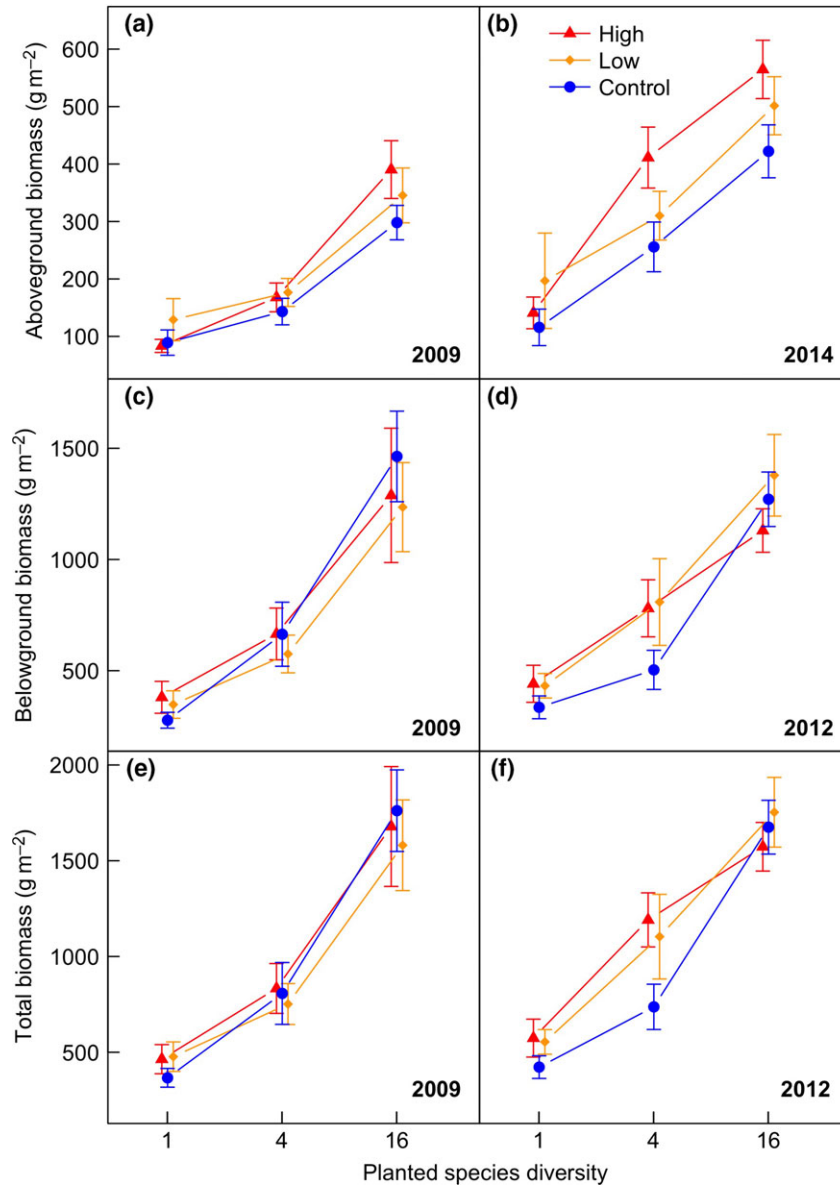 (a)
(b)
High
Low
Control
600
500
400
300
200
100
Aboveground biomass (g m⁻²)
2009
2014
(c)
(d)
1500
1000
500
Belowground biomass (g m⁻²)
2009
2012
(e)
(f)
2000
1500
1000
500
Total biomass (g m⁻²)
2009
2012
1 4 16 1 4 16
Planted species diversity